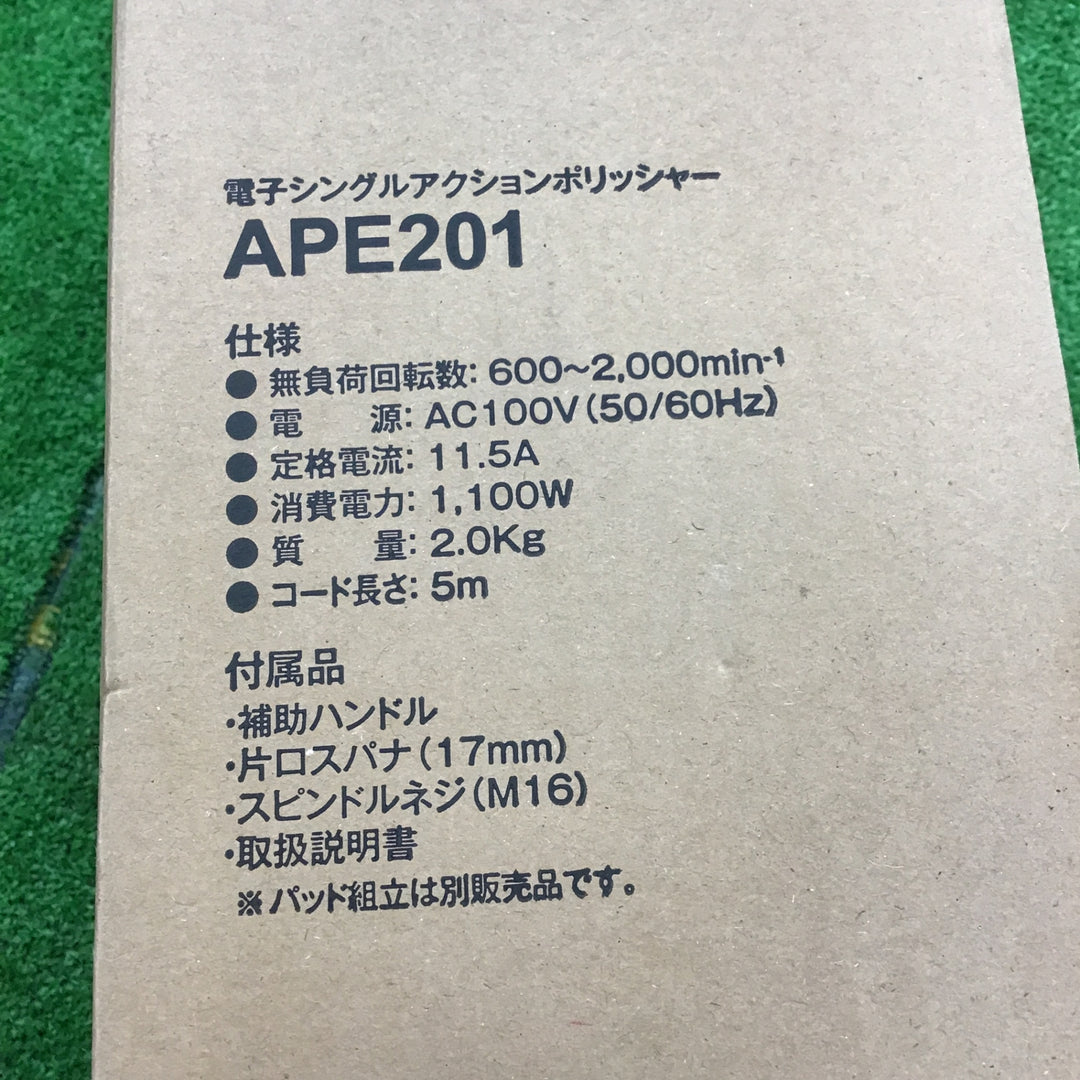 電子シングルアクションポリッシャー
APE201
仕様
● 無負荷回転数: 600〜2,000min-1
● 電　　源: AC100V(50/60Hz)
● 定格電流: 11.5A
● 消費電力: 1,100W
● 質　　量: 2.0Kg
● コード長さ: 5m
付属品
・補助ハンドル
・片口スパナ(17mm)
・スピンドルネジ(M16)
・取扱説明書
※パッド組立は別販売品です。